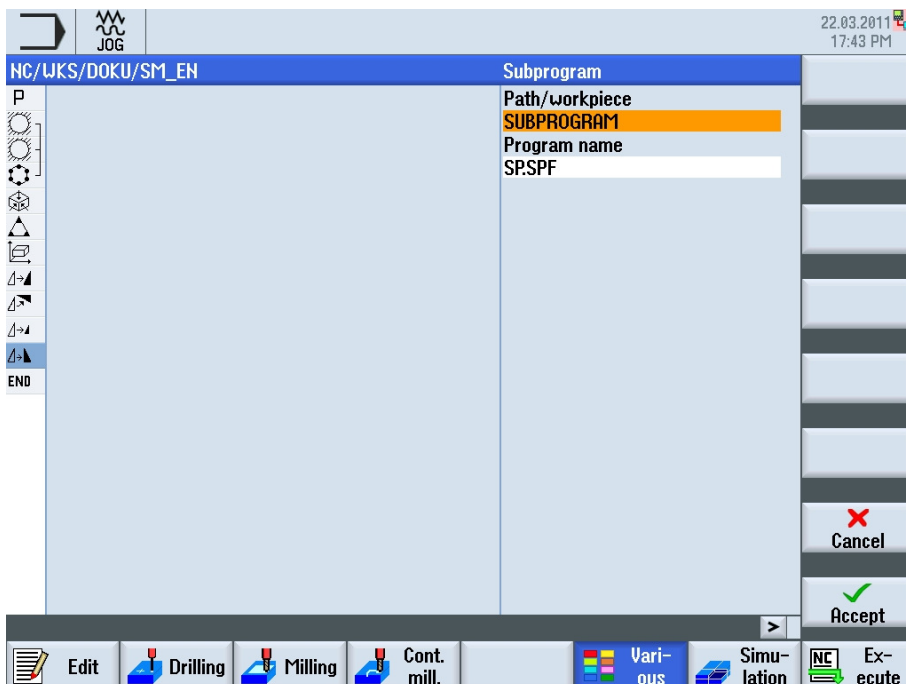 JOG
22.03.2011
17:43 PM
NC/WKS/DOKU/SM_EN
Subprogram
P
Path/workpiece
SUBPROGRAM
Program name
SP.SPF
END
Cancel
Accept
>
Edit
Drilling
Milling
Cont.
mill.
Vari-
ous
Simu-
lation
NC
Ex-
ecute